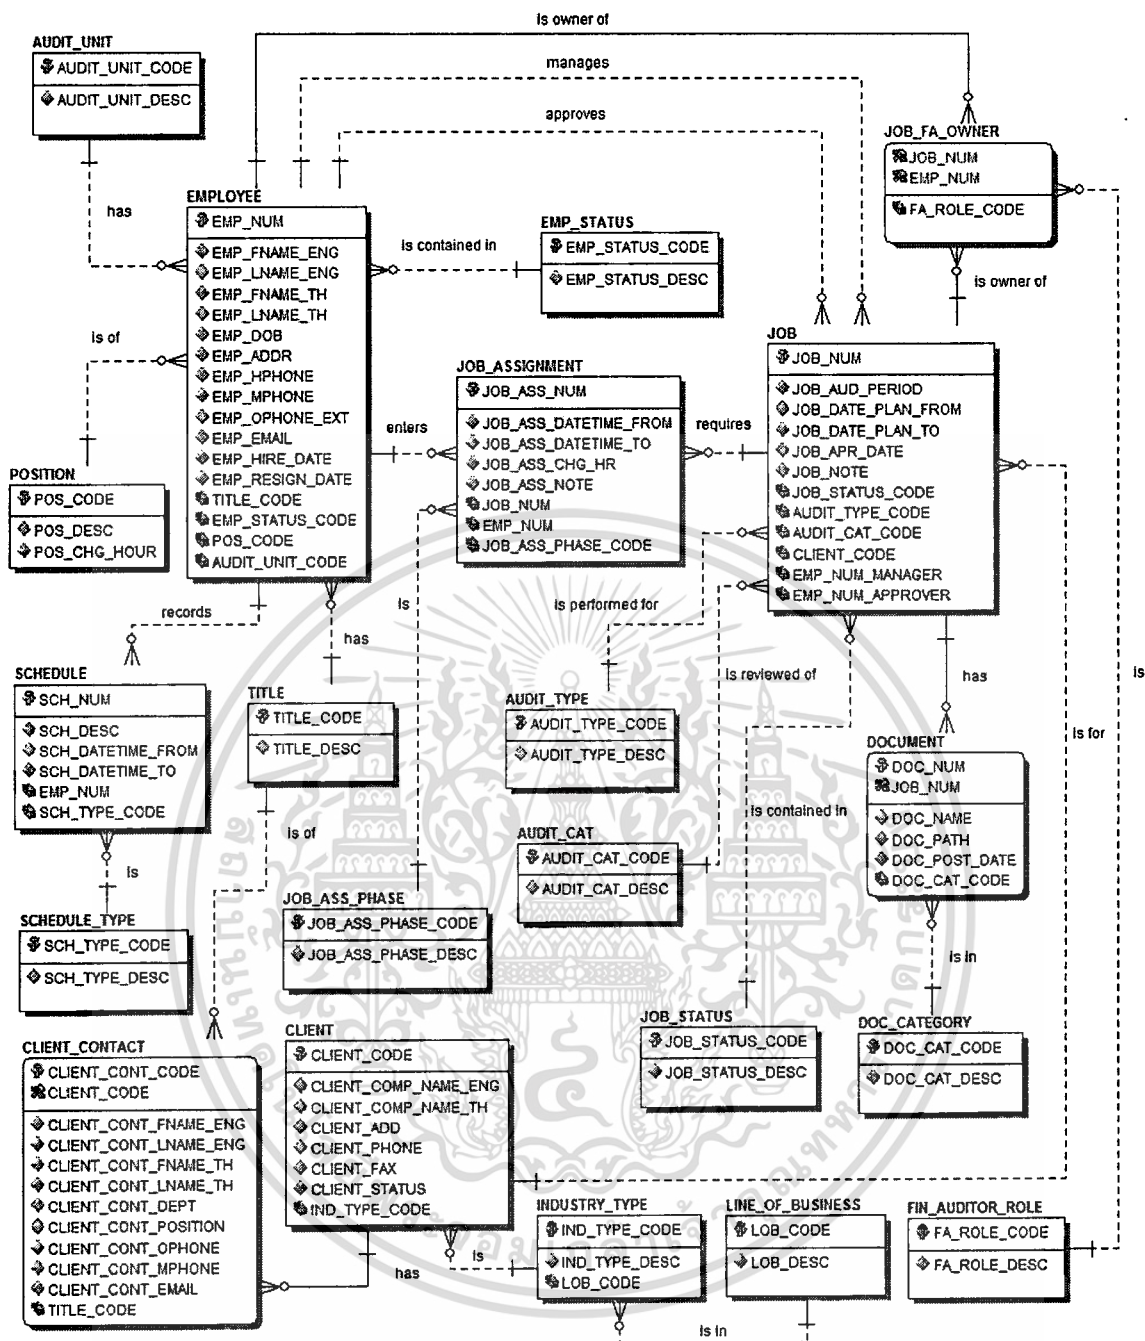 is owner of
AUDIT_UNIT
AUDIT_UNIT_CODE
AUDIT_UNIT_DESC
manages
approves
JOB_FA_OWNER
JOB_NUM
EMP_NUM
FA_ROLE_CODE
has
EMPLOYEE
EMP_NUM
EMP_FNAME_ENG
EMP_LNAME_ENG
EMP_FNAME_TH
EMP_LNAME_TH
EMP_DOB
EMP_ADDR
EMP_HPHONE
EMP_MPHONE
EMP_OPHONE_EXT
EMP_EMAIL
EMP_HIRE_DATE
EMP_RESIGN_DATE
TITLE_CODE
EMP_STATUS_CODE
POS_CODE
AUDIT_UNIT_CODE
is contained in
EMP_STATUS
EMP_STATUS_CODE
EMP_STATUS_DESC
is owner of
is of
POSITION
POS_CODE
POS_DESC
POS_CHG_HOUR
enters
JOB_ASSIGNMENT
JOB_ASS_NUM
JOB_ASS_DATETIME_FROM
JOB_ASS_DATETIME_TO
JOB_ASS_CHG_HR
JOB_ASS_NOTE
JOB_NUM
EMP_NUM
JOB_ASS_PHASE_CODE
requires
JOB
JOB_NUM
JOB_AUD_PERIOD
JOB_DATE_PLAN_FROM
JOB_DATE_PLAN_TO
JOB_APR_DATE
JOB_NOTE
JOB_STATUS_CODE
AUDIT_TYPE_CODE
AUDIT_CAT_CODE
CLIENT_CODE
EMP_NUM_MANAGER
EMP_NUM_APPROVER
records
has
is
is performed for
is reviewed of
has
is
is for
SCHEDULE
SCH_NUM
SCH_DESC
SCH_DATETIME_FROM
SCH_DATETIME_TO
EMP_NUM
SCH_TYPE_CODE
TITLE
TITLE_CODE
TITLE_DESC
AUDIT_TYPE
AUDIT_TYPE_CODE
AUDIT_TYPE_DESC
DOCUMENT
DOC_NUM
JOB_NUM
DOC_NAME
DOC_PATH
DOC_POST_DATE
DOC_CAT_CODE
is contained in
is of
AUDIT_CAT
AUDIT_CAT_CODE
AUDIT_CAT_DESC
is
SCHEDULE_TYPE
SCH_TYPE_CODE
SCH_TYPE_DESC
JOB_ASS_PHASE
JOB_ASS_PHASE_CODE
JOB_ASS_PHASE_DESC
is in
JOB_STATUS
JOB_STATUS_CODE
JOB_STATUS_DESC
DOC_CATEGORY
DOC_CAT_CODE
DOC_CAT_DESC
CLIENT_CONTACT
CLIENT_CONT_CODE
CLIENT_CODE
CLIENT_CONT_FNAME_ENG
CLIENT_CONT_LNAME_ENG
CLIENT_CONT_FNAME_TH
CLIENT_CONT_LNAME_TH
CLIENT_CONT_DEPT
CLIENT_CONT_POSITION
CLIENT_CONT_OPHONE
CLIENT_CONT_MPHONE
CLIENT_CONT_EMAIL
TITLE_CODE
CLIENT
CLIENT_CODE
CLIENT_COMP_NAME_ENG
CLIENT_COMP_NAME_TH
CLIENT_ADD
CLIENT_PHONE
CLIENT_FAX
CLIENT_STATUS
IND_TYPE_CODE
has
is
INDUSTRY_TYPE
IND_TYPE_CODE
IND_TYPE_DESC
LOB_CODE
LINE_OF_BUSINESS
LOB_CODE
LOB_DESC
FIN_AUDITOR_ROLE
FA_ROLE_CODE
FA_ROLE_DESC
is in